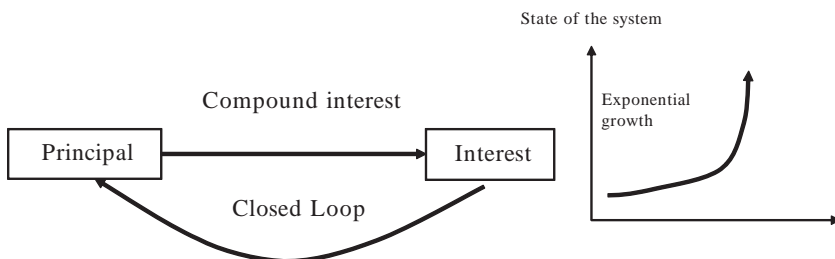 State of the system
Compound interest
Exponential
growth
Principal
Interest
Closed Loop